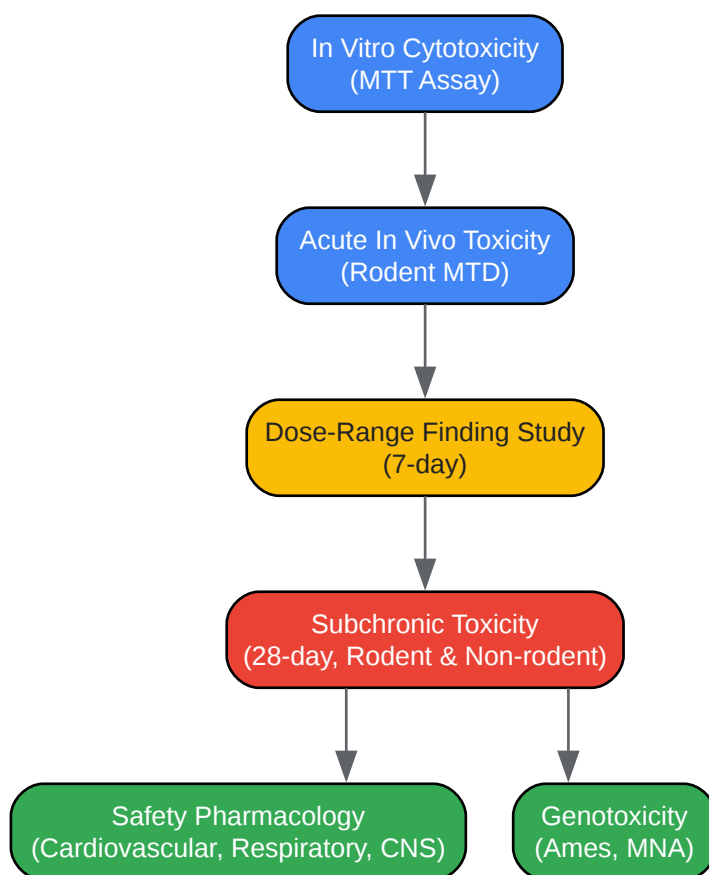 In Vitro Cytotoxicity
(MTT Assay)
Acute In Vivo Toxicity
(Rodent MTD)
Dose-Range Finding Study
(7-day)
Subchronic Toxicity
(28-day, Rodent & Non-rodent)
Safety Pharmacology
(Cardiovascular, Respiratory, CNS)
Genotoxicity
(Ames, MNA)